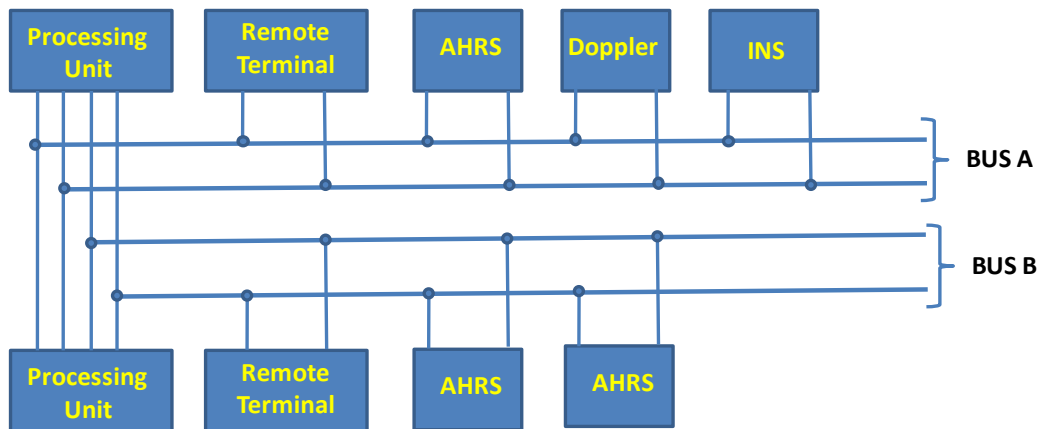 Processing
Unit
Remote
Terminal
AHRS
Doppler
INS
BUS A
BUS B
Processing
Unit
Remote
Terminal
AHRS
AHRS